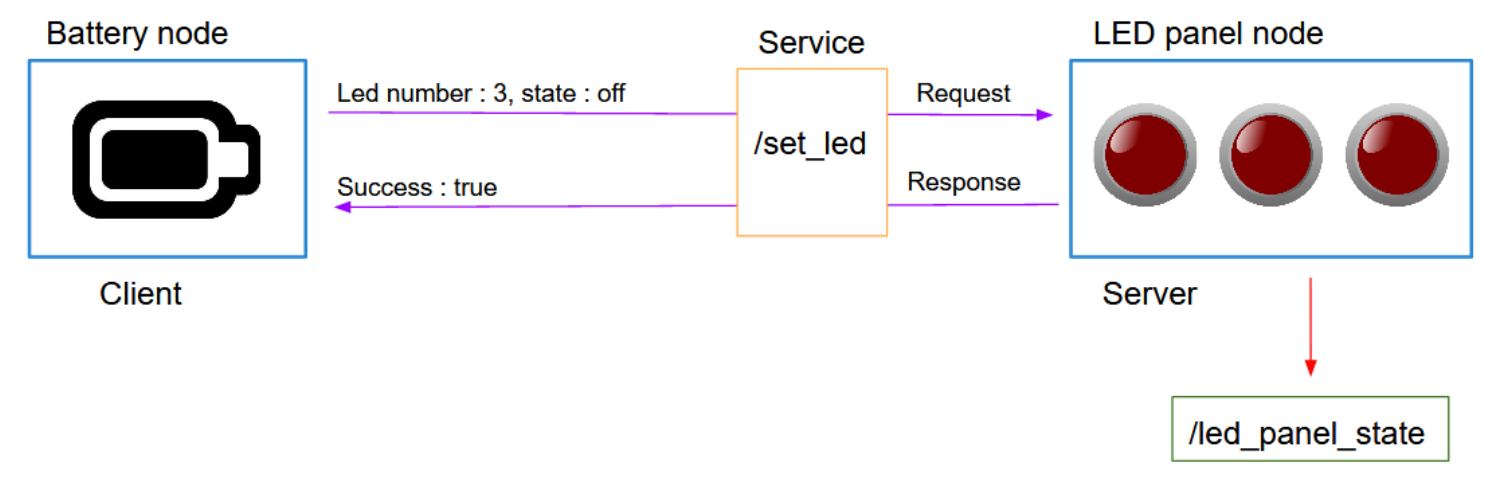 Battery node
Service
LED panel node
Led number : 3, state : off
Request
/set_led
Success : true
Response
Client
Server
/led_panel_state